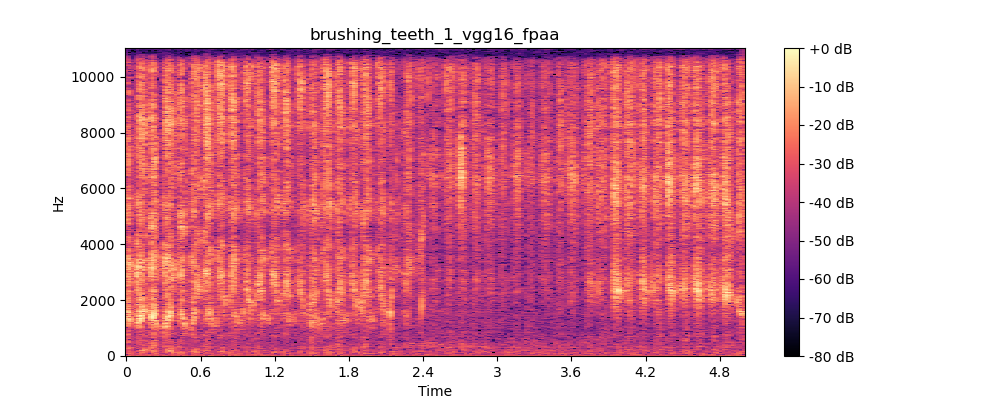 brushing_teeth_1_vgg16_fpaa
Hz
10000
8000
6000
4000
2000
0
0 0.6 1.2 1.8 2.4 3 3.6 4.2 4.8
Time
+0 dB
-10 dB
-20 dB
-30 dB
-40 dB
-50 dB
-60 dB
-70 dB
-80 dB